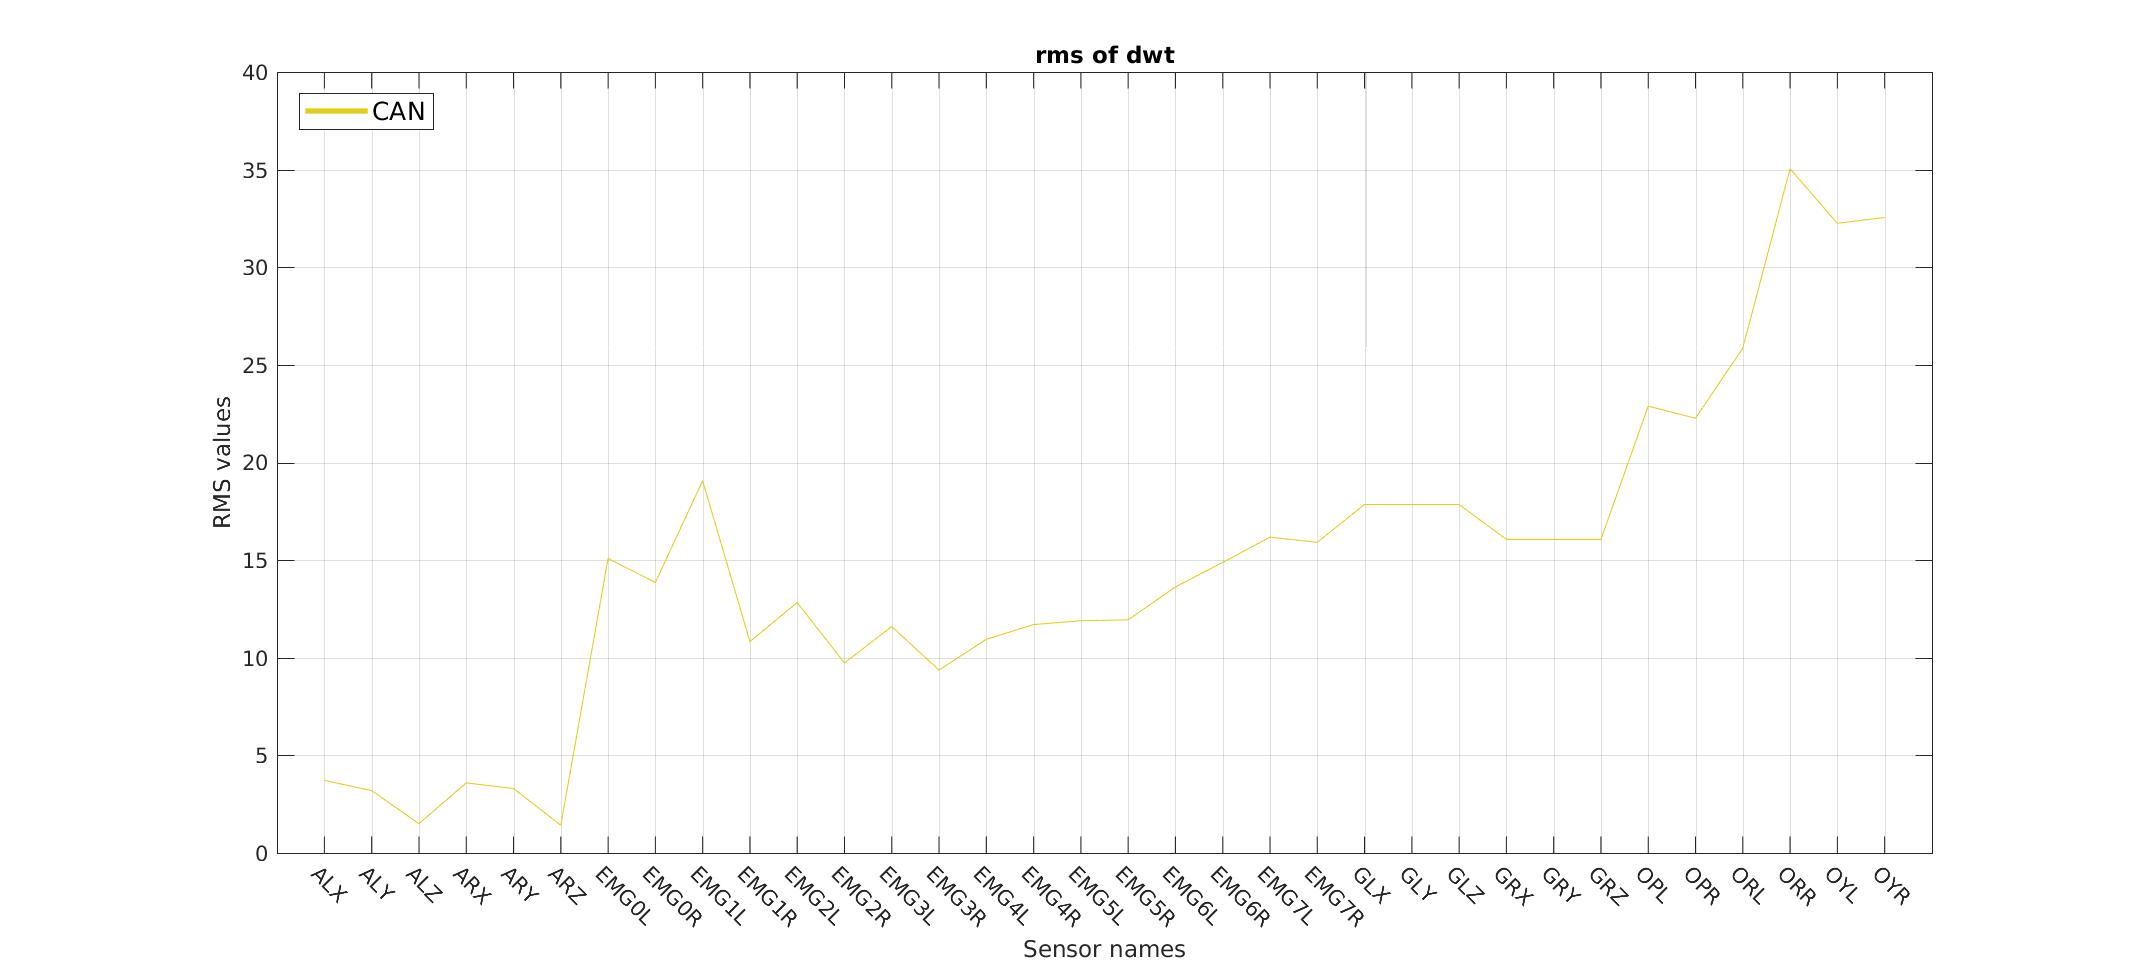 rms of dwt
CAN
40
35
30
25
20
15
10
5
0
RMS values
ALX
ALY
ALZ
ARX
ARY
ARZ
EMG0L
EMG0R
EMG1L
EMG1R
EMG2L
EMG2R
EMG3L
EMG3R
EMG4L
EMG4R
EMG5L
EMG5R
EMG6L
EMG6R
EMG7L
EMG7R
GLX
GLY
GLZ
GRX
GRY
GRZ
OPL
OPR
ORL
ORR
OYL
OYR
Sensor names